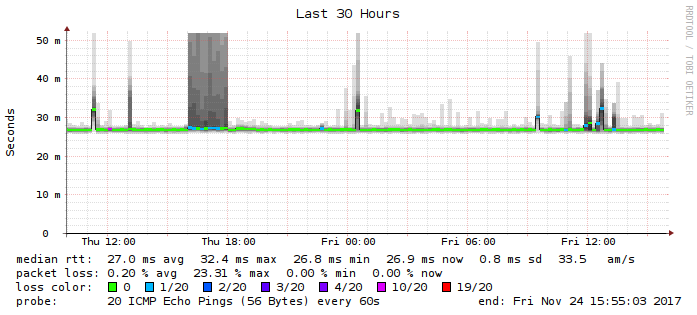 Last 30 Hours
RRDTOOL / TOBI OETIKER
Seconds
50 m
40 m
30 m
20 m
10 m
0
Thu 12:00 Thu 18:00 Fri 00:00 Fri 06:00 Fri 12:00
median rtt: 27.0 ms avg 32.4 ms max 26.8 ms min 26.9 ms now 0.8 ms sd 33.5 am/s
packet loss: 0.20 % avg 23.31 % max 0.00 % min 0.00 % now
loss color: 0 1/20 2/20 3/20 4/20 10/20 19/20
probe: 20 ICMP Echo Pings (56 Bytes) every 60s end: Fri Nov 24 15:55:03 2017